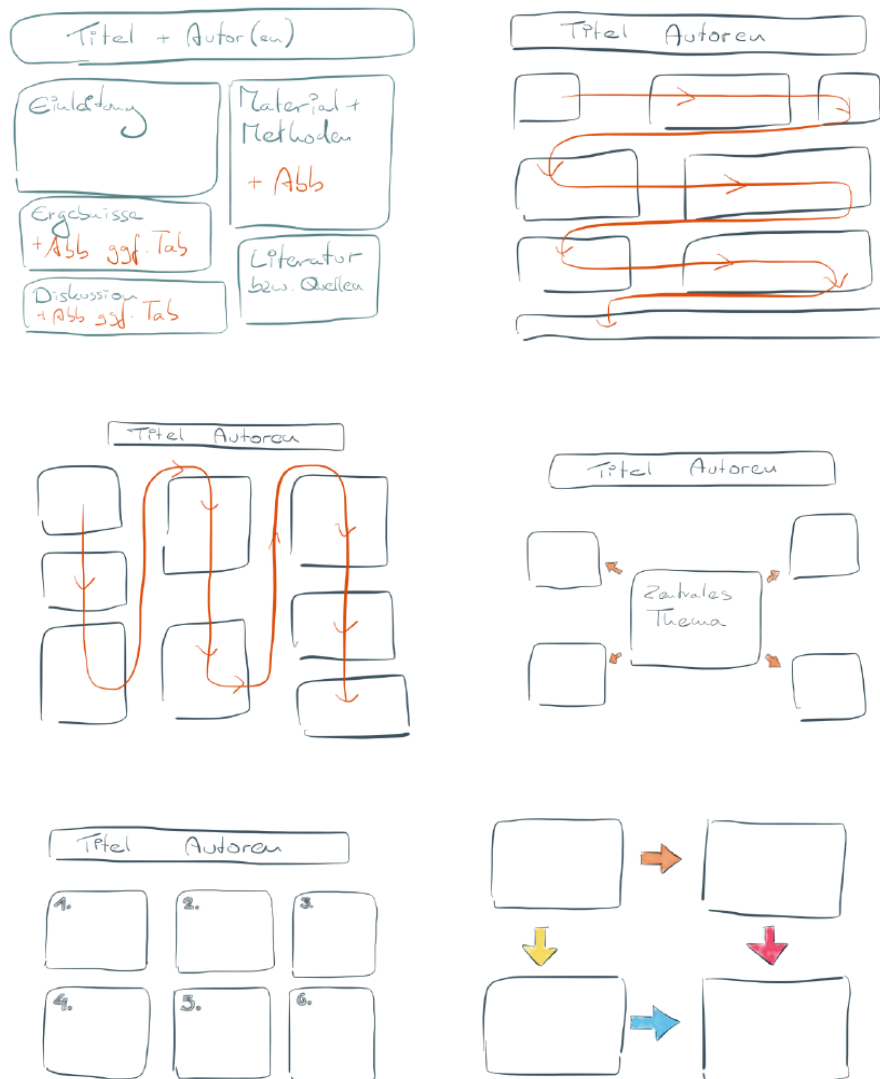 Titel + Autor(en)
Einleitung
Material +
Methoden
+ Abb
Ergebnisse
+ Abb ggf. Tab
Literatur
bzw. Quellen
Diskussion
+ Abb ggf. Tab
Titel Autoren
Titel Autoren
Titel Autoren
Zentrales
Thema
Titel Autoren
1.
2.
3.
4.
5.
6.